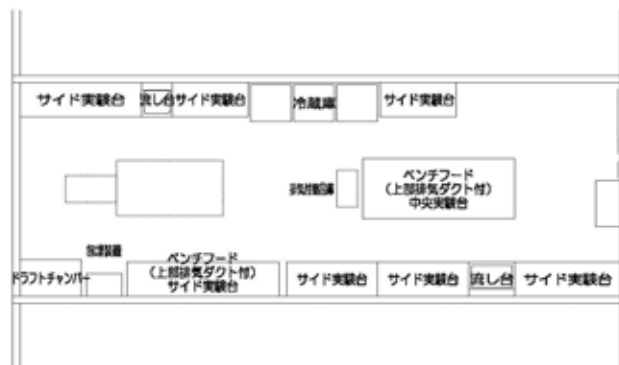 サイド実験台
流し台
サイド実験台
冷蔵庫
サイド実験台
ベンチフード
（上部排気ダクト付）
中央実験台
ドラフトチャンバー
ベンチフード
（上部排気ダクト付）
サイド実験台
サイド実験台
サイド実験台
流し台
サイド実験台